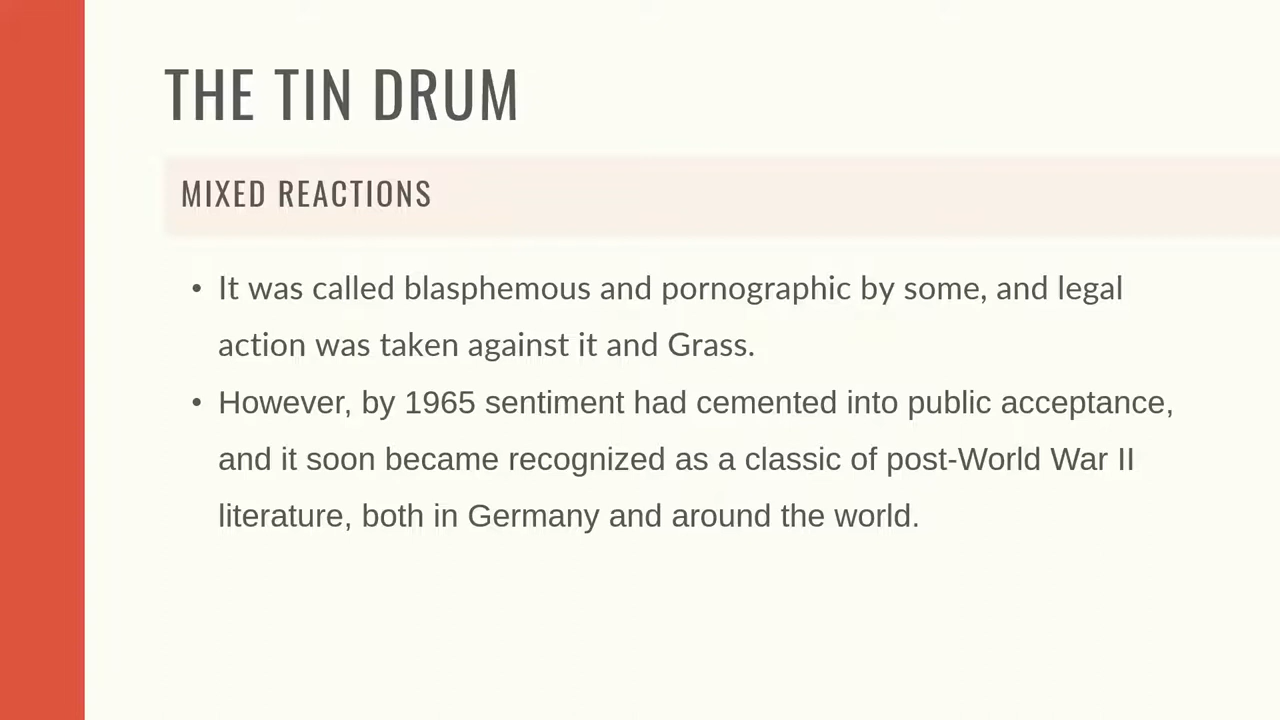 THE TIN DRUM
MIXED REACTIONS
• It was called blasphemous and pornographic by some, and legal
action was taken against it and Grass.
• However, by 1965 sentiment had cemented into public acceptance,
and it soon became recognized as a classic of post-World War II
literature, both in Germany and around the world.